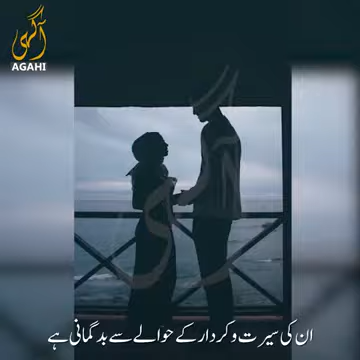 آگہی
AGAHI
ان کی سیرت و کردار کے حوالے سے بدگمانی ہے